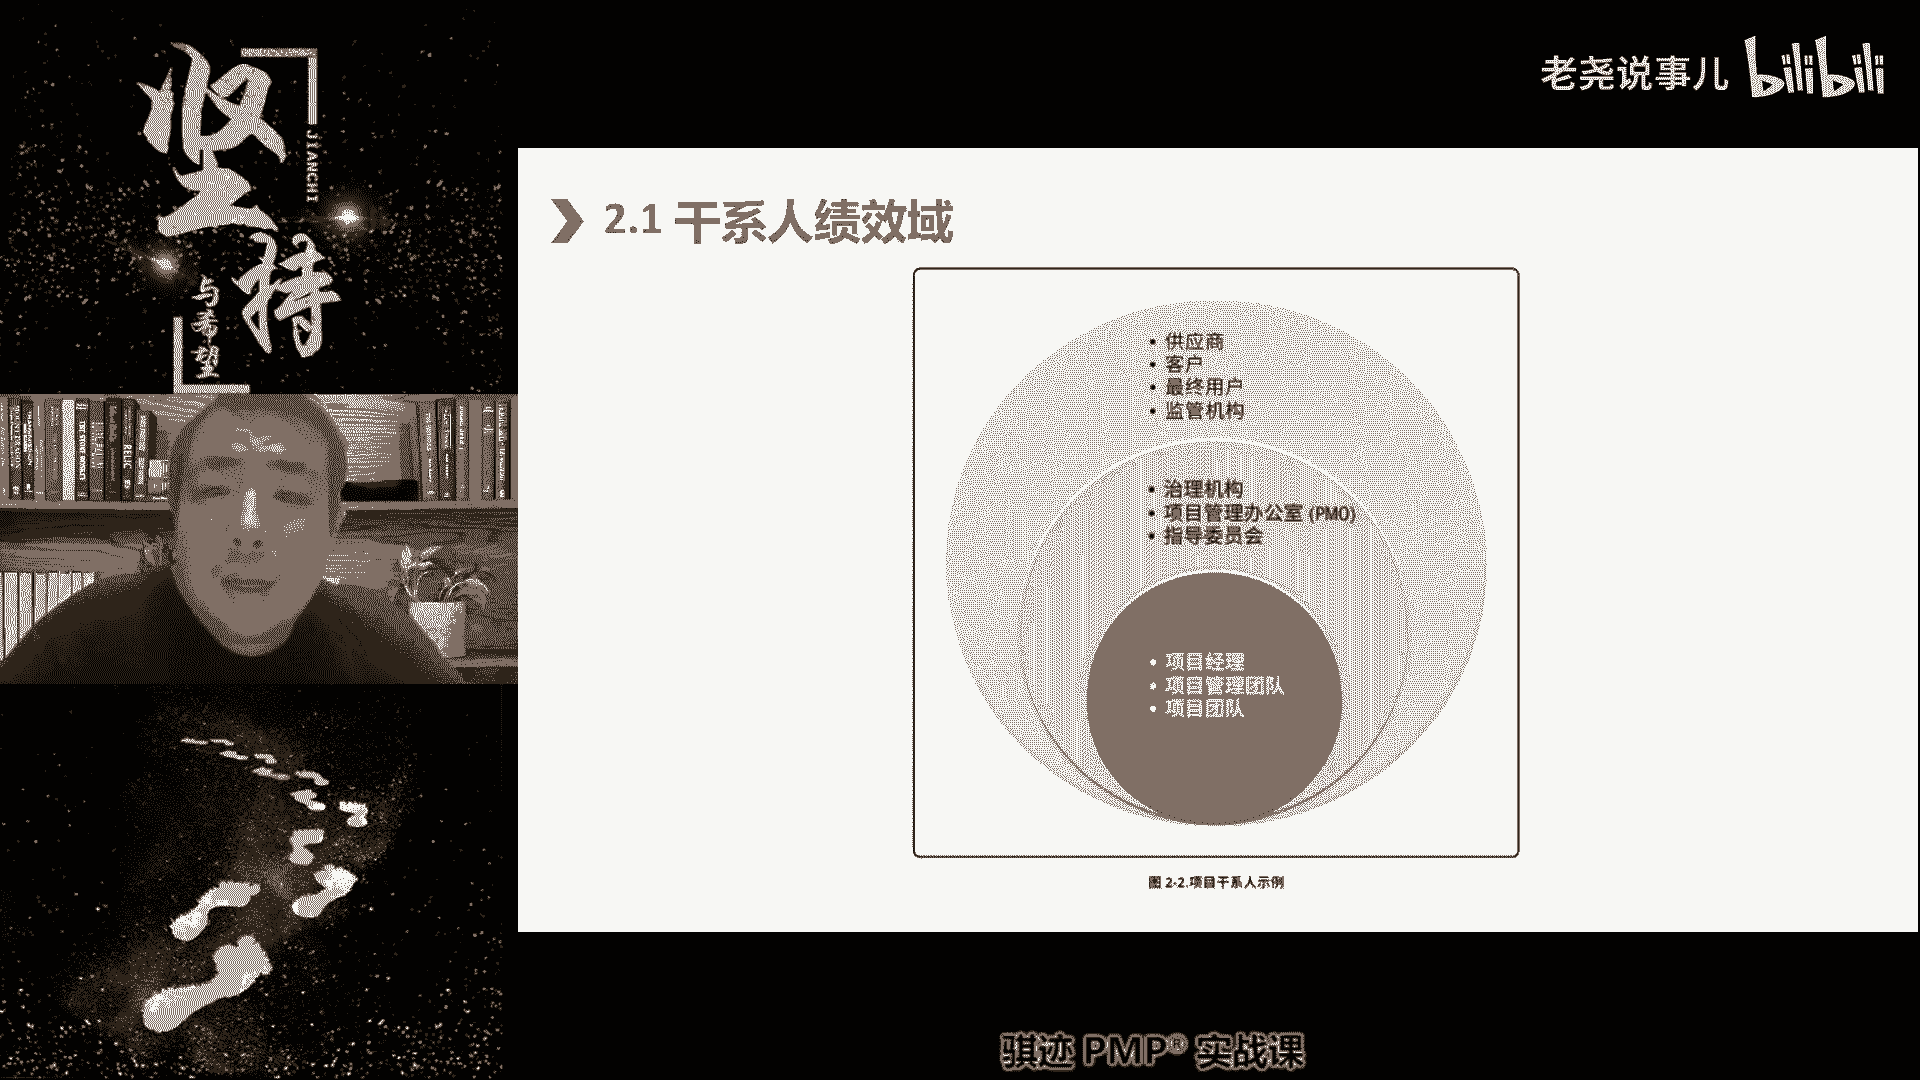 坚持
JIANCHI
与希望
老尧说事儿 bilibili
2.1 干系人绩效域
• 供应商
• 客户
• 最终用户
• 监管机构
• 治理机构
• 项目管理办公室 (PMO)
• 指导委员会
• 项目经理
• 项目管理团队
• 项目团队
图 2-2.项目干系人示例
骐迹 PMP® 实战课